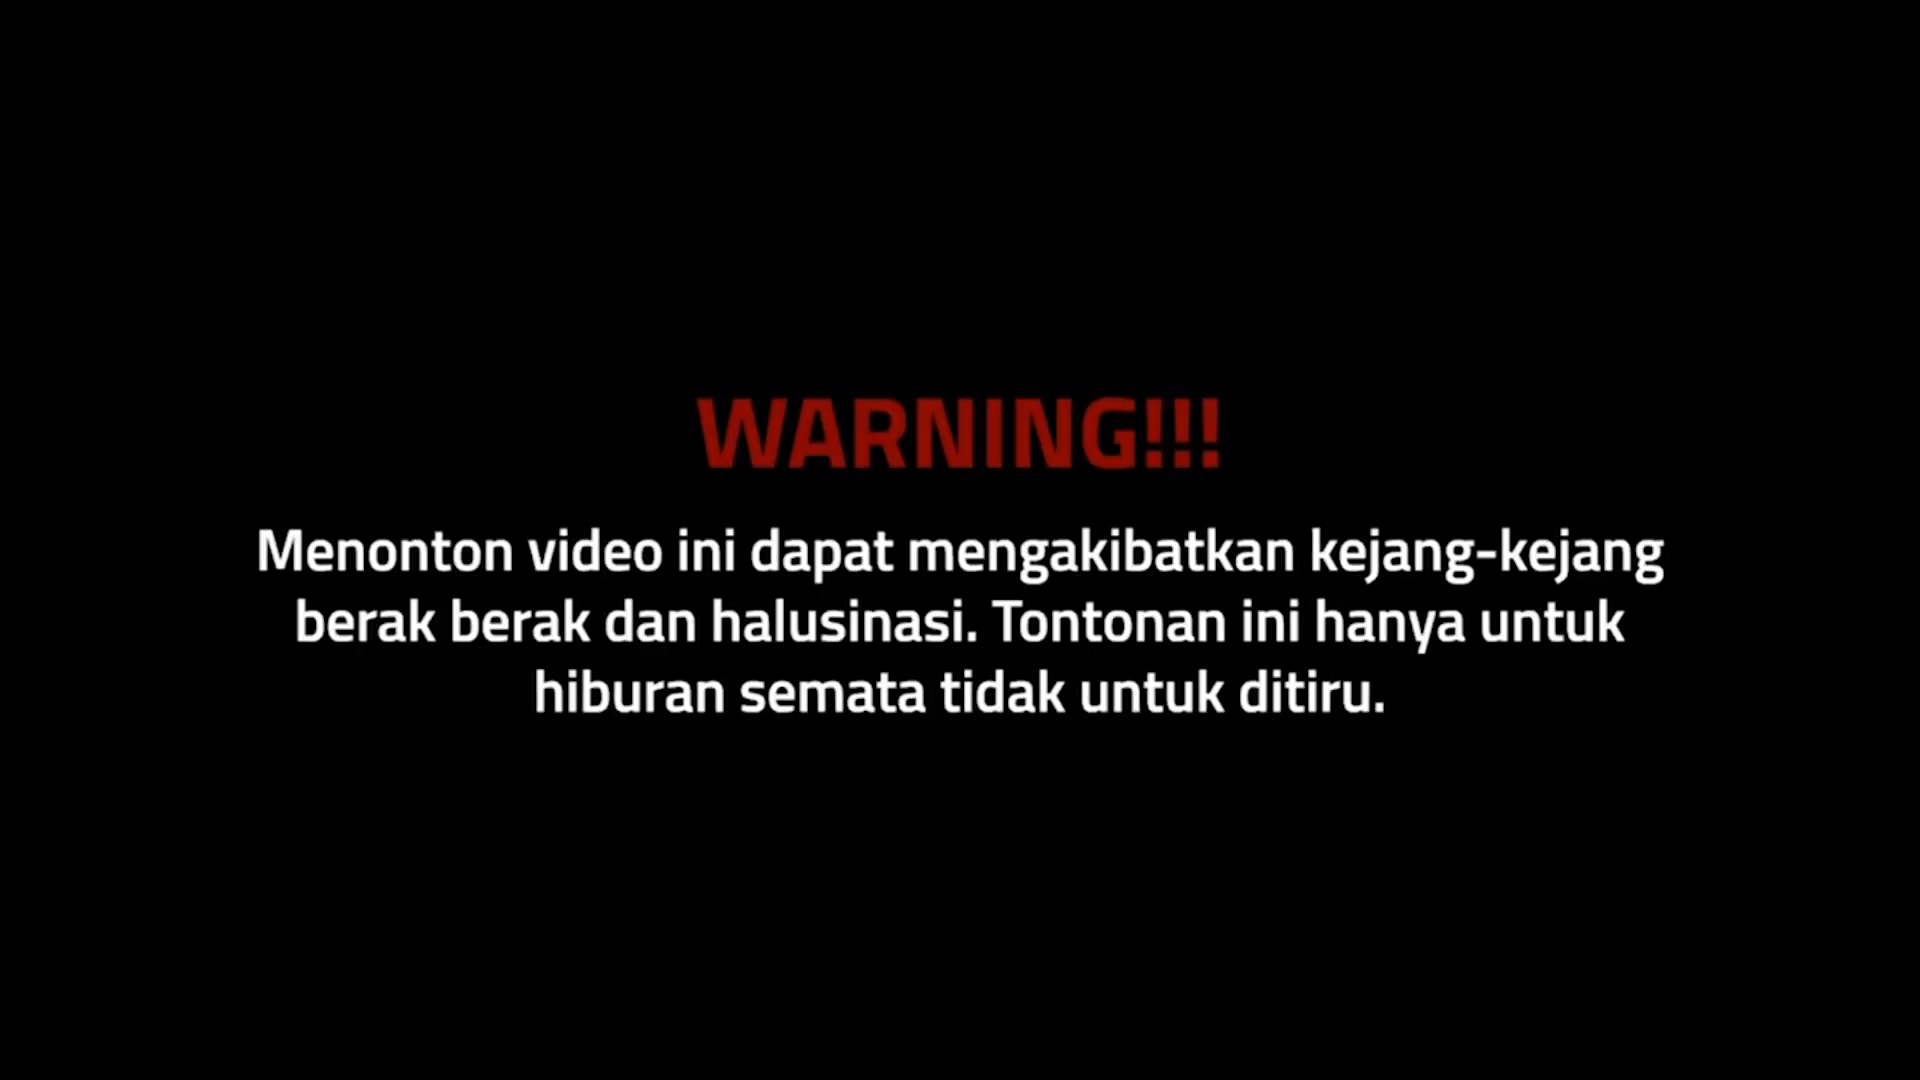 WARNING!!!
Menonton video ini dapat mengakibatkan kejang-kejang
berak berak dan halusinasi. Tontonan ini hanya untuk
hiburan semata tidak untuk ditiru.